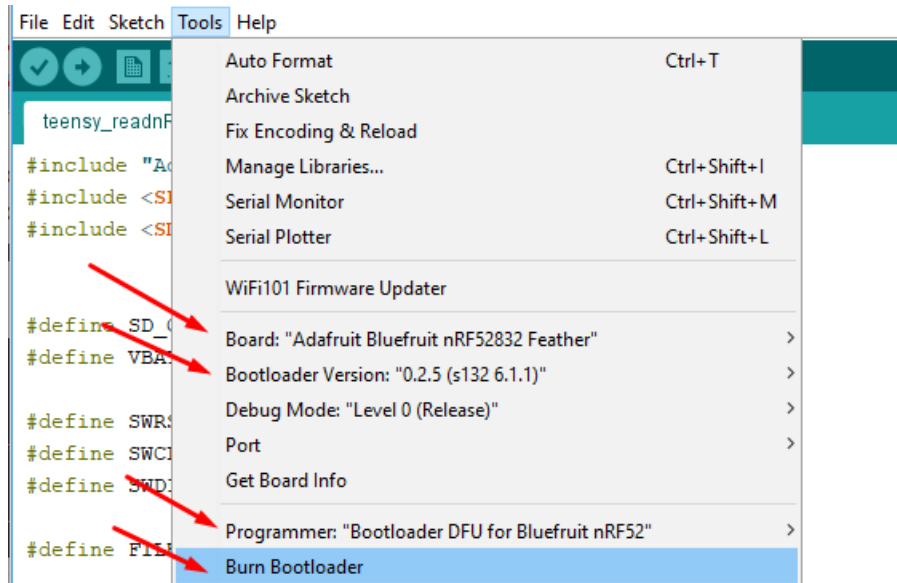 File Edit Sketch Tools Help
Auto Format Ctrl+T
Archive Sketch
teensy_readnF
Fix Encoding & Reload
#include "Ad
Manage Libraries... Ctrl+Shift+I
#include <SI
Serial Monitor Ctrl+Shift+M
#include <SI
Serial Plotter Ctrl+Shift+L
WiFi101 Firmware Updater
#define SD_
Board: "Adafruit Bluefruit nRF52832 Feather"
#define VBA
Bootloader Version: "0.2.5 (s132 6.1.1)"
Debug Mode: "Level 0 (Release)"
#define SWRS
Port
#define SWCI
Get Board Info
#define SWDI
Programmer: "Bootloader DFU for Bluefruit nRF52"
#define FILE
Burn Bootloader